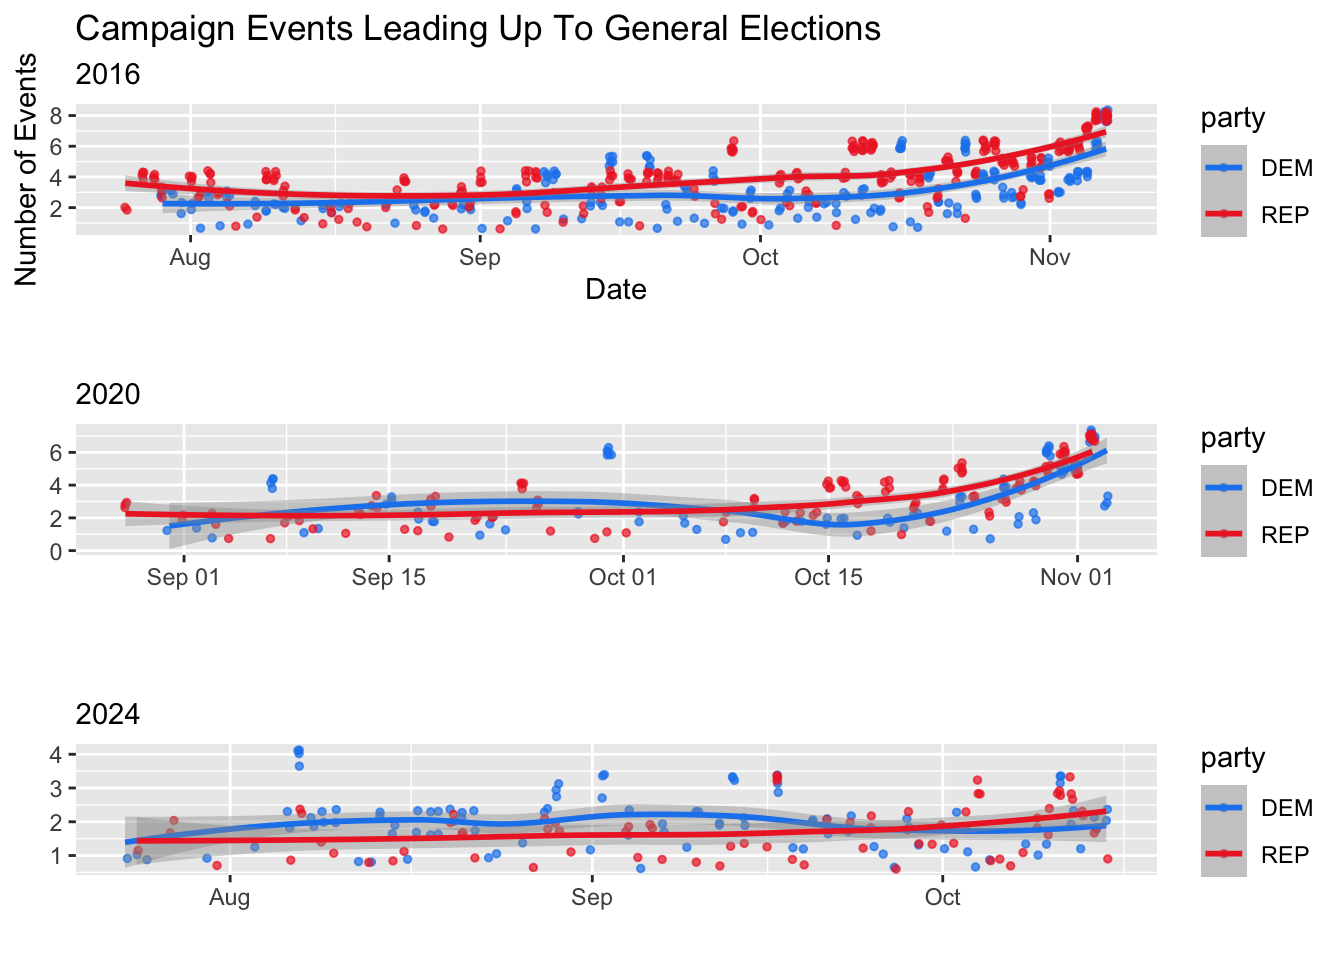 Campaign Events Leading Up To General Elections
2016
Number of Events
8
6
4
2
Aug Sep Oct Nov
Date
party
DEM
REP
2020
6
4
2
0
Sep 01 Sep 15 Oct 01 Oct 15 Nov 01
party
DEM
REP
2024
4
3
2
1
Aug Sep Oct
party
DEM
REP